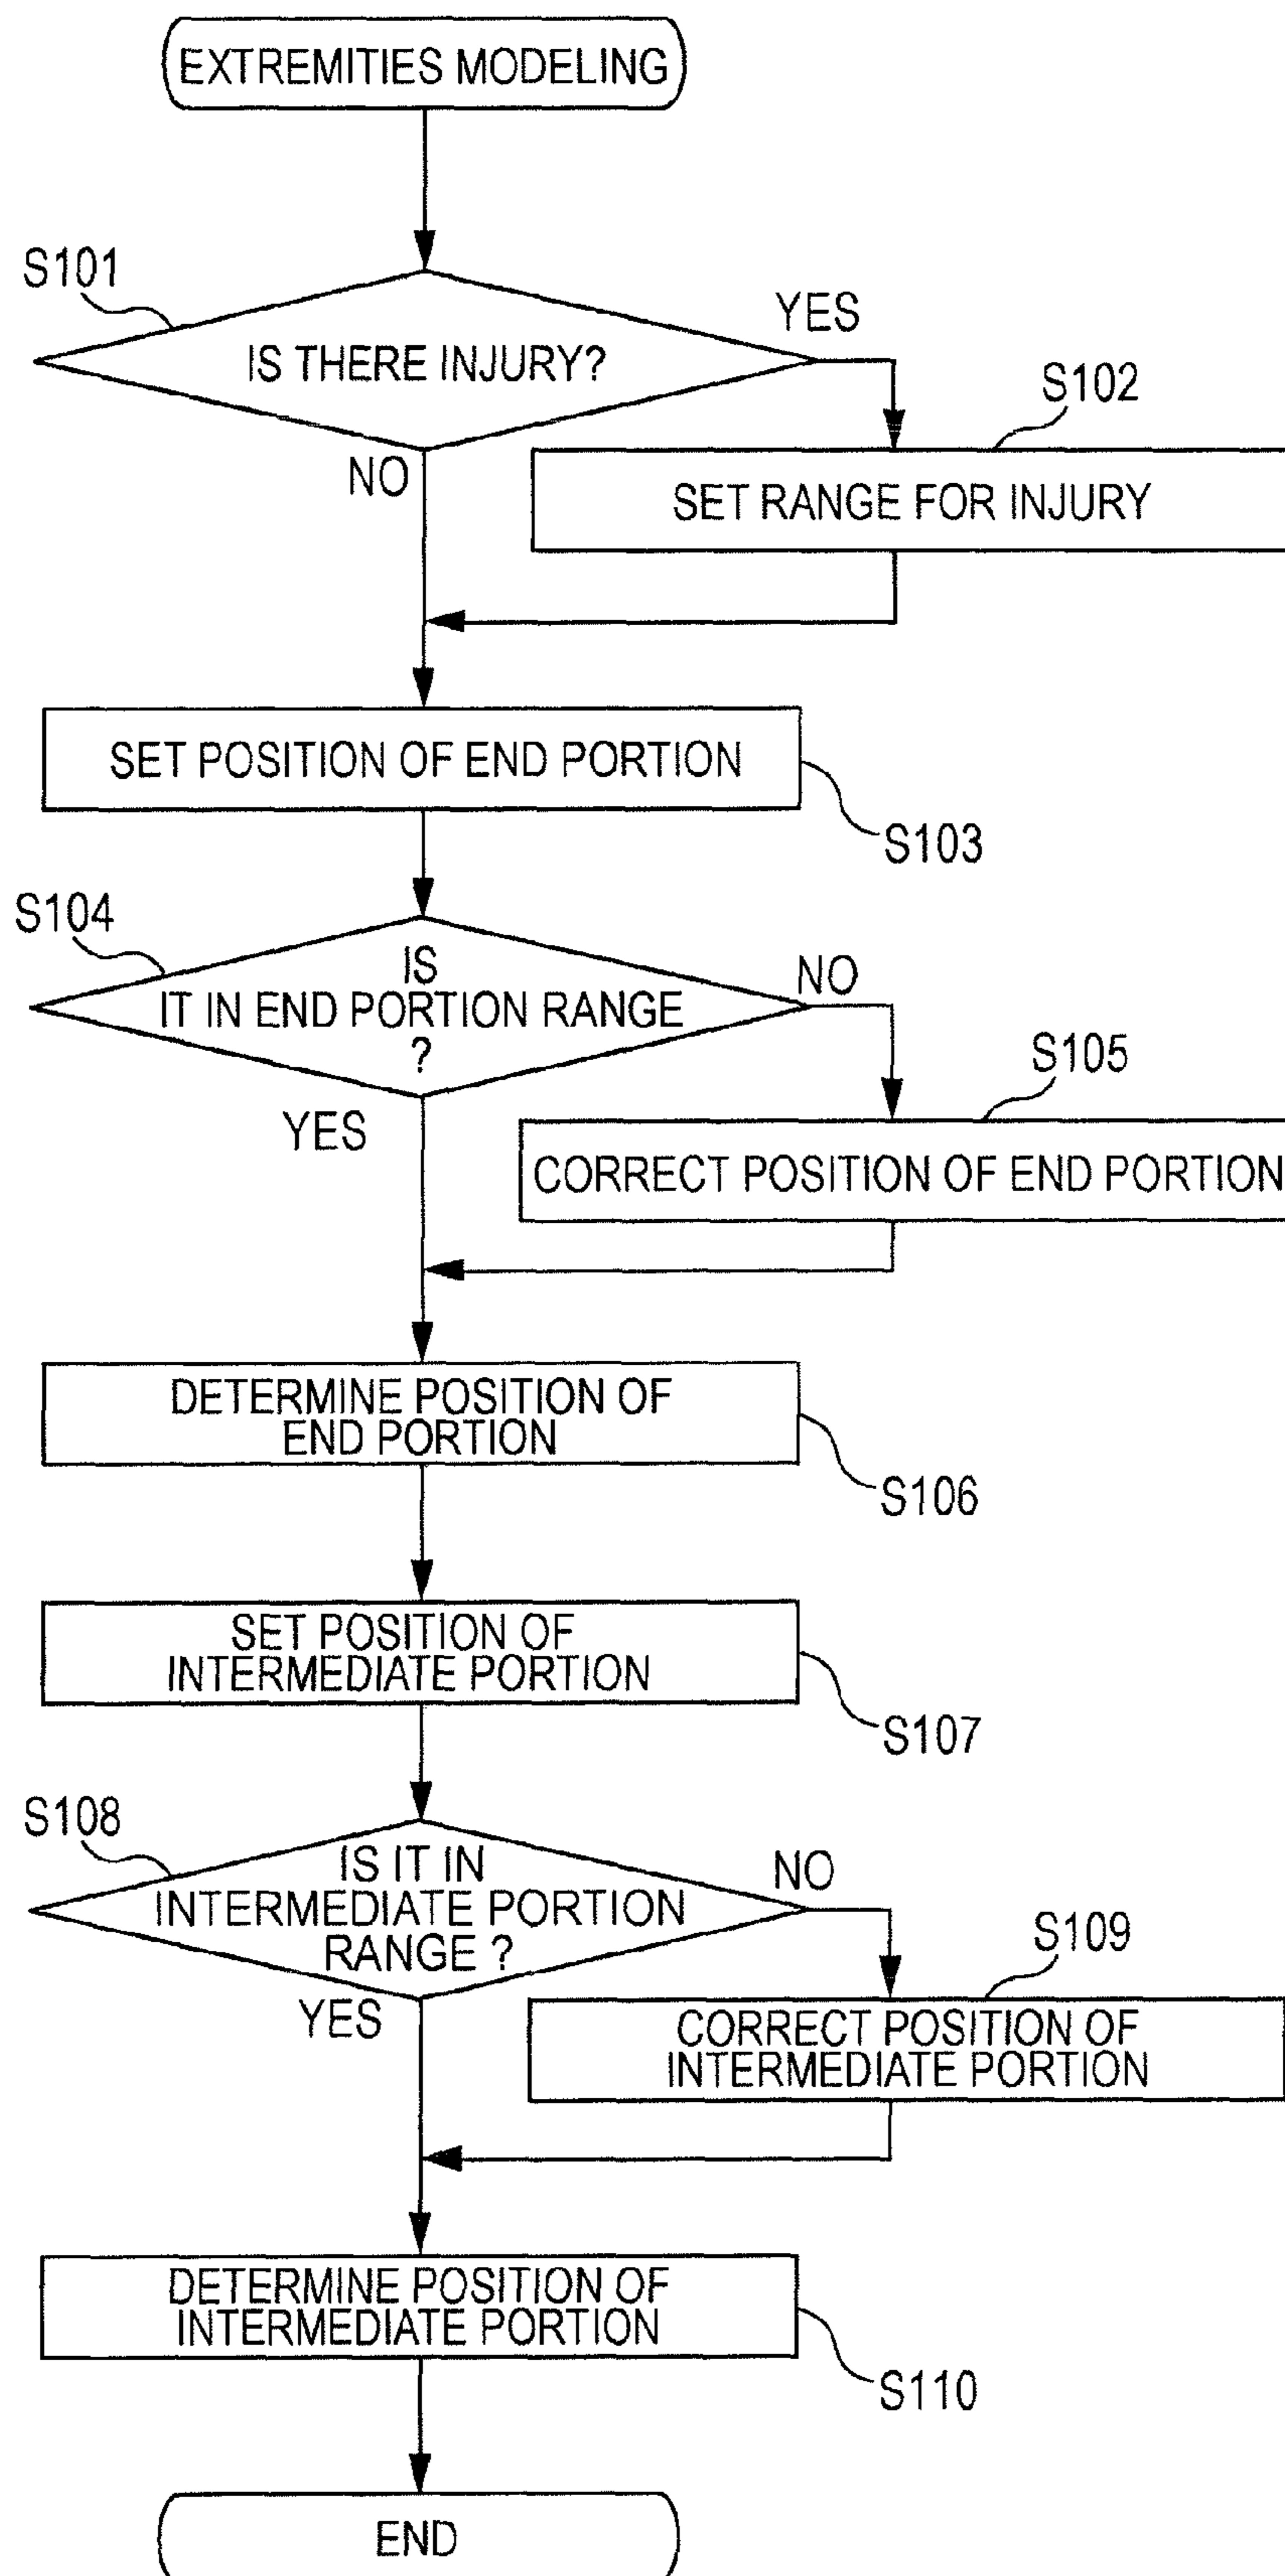 EXTREMITIES MODELING
S101
IS THERE INJURY?
YES
NO
S102
SET RANGE FOR INJURY
SET POSITION OF END PORTION
S103
S104
IS
IT IN END PORTION RANGE
?
NO
YES
S105
CORRECT POSITION OF END PORTION
DETERMINE POSITION OF
END PORTION
S106
SET POSITION OF
INTERMEDIATE PORTION
S107
S108
IS IT IN
INTERMEDIATE PORTION
RANGE ?
NO
YES
S109
CORRECT POSITION OF
INTERMEDIATE PORTION
DETERMINE POSITION OF
INTERMEDIATE PORTION
S110
END